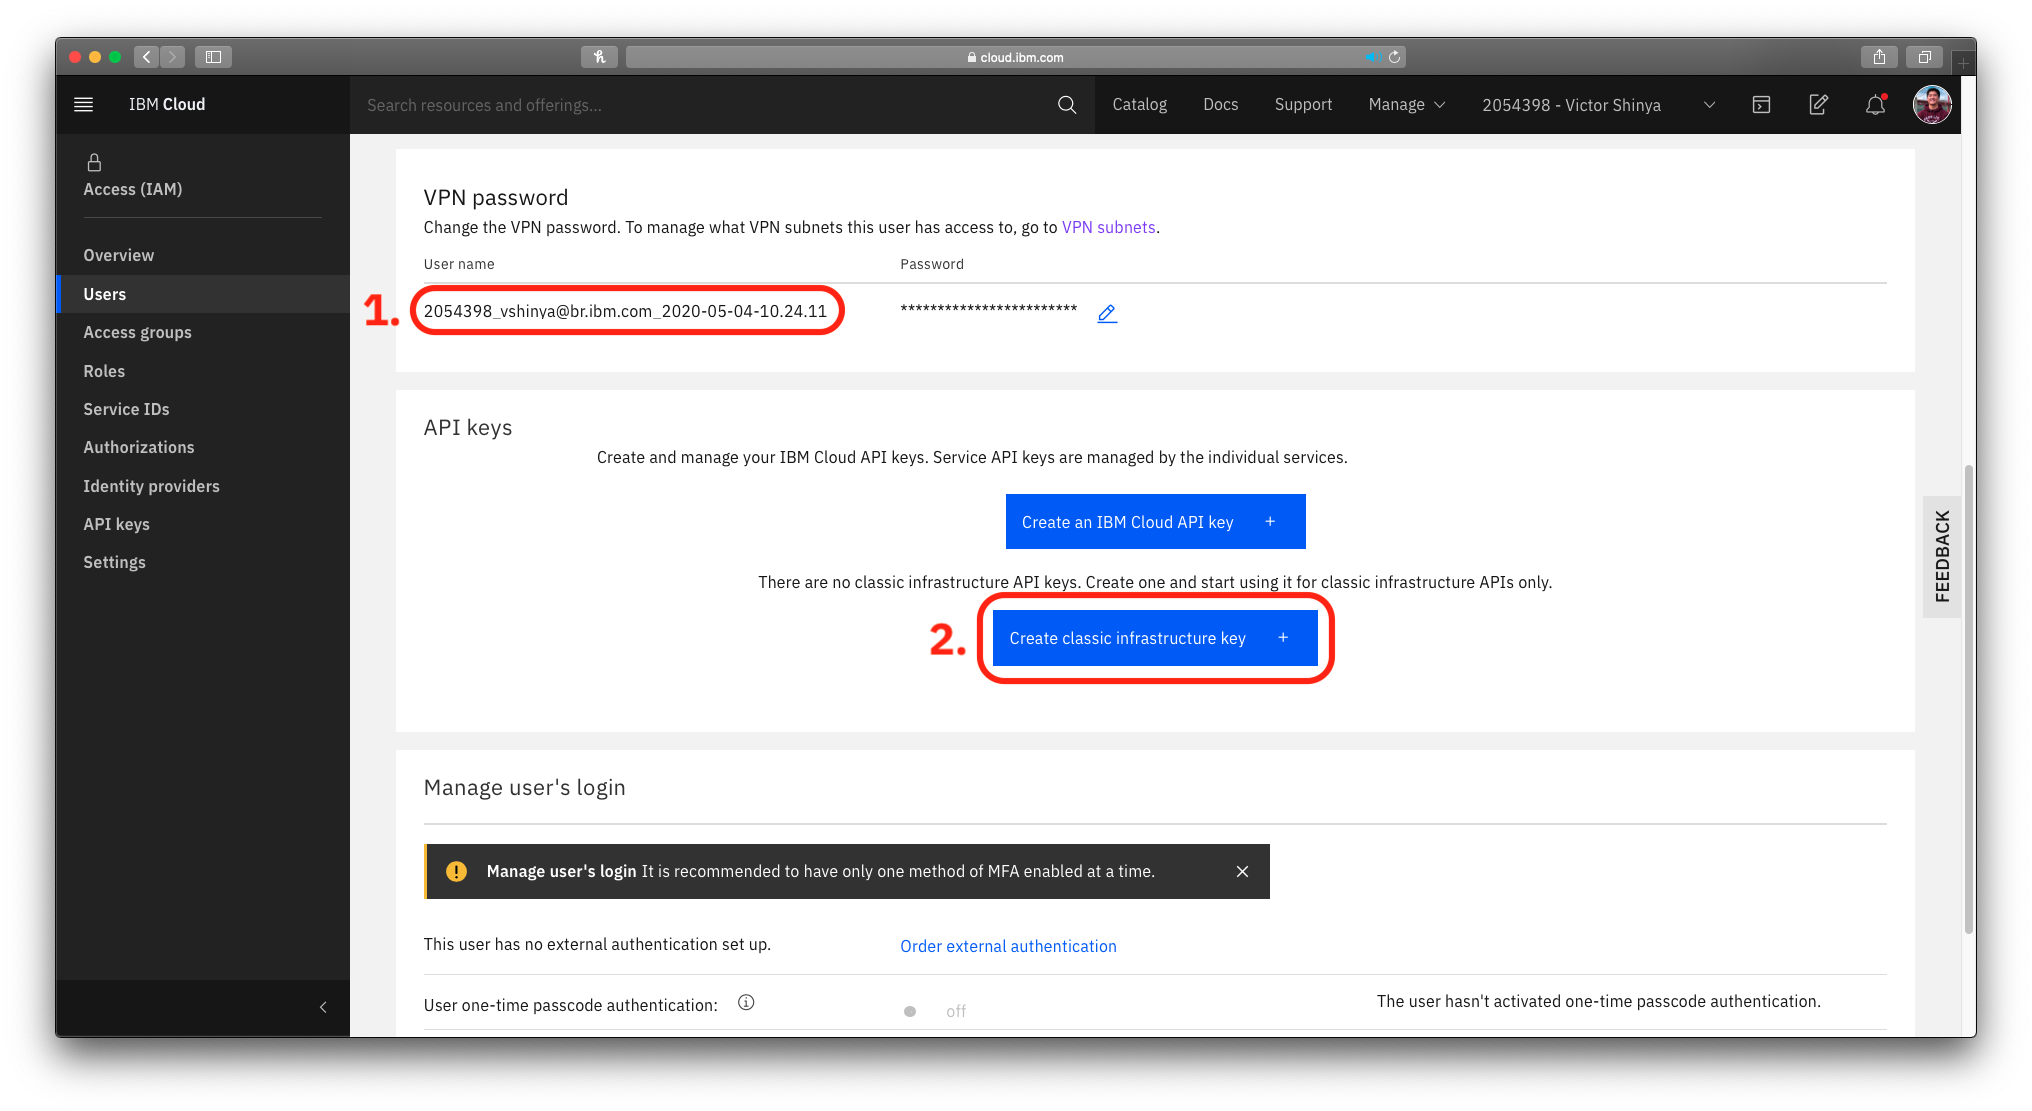 cloud.ibm.com
IBM Cloud
Search resources and offerings...
Catalog
Docs
Support
Manage
2054398 - Victor Shinya
Access (IAM)
Overview
Users
Access groups
Roles
Service IDs
Authorizations
Identity providers
API keys
Settings
VPN password
Change the VPN password. To manage what VPN subnets this user has access to, go to VPN subnets.
User name
Password
1.
2054398_vshinya@br.ibm.com_2020-05-04-10.24.11
************************
API keys
Create and manage your IBM Cloud API keys. Service API keys are managed by the individual services.
Create an IBM Cloud API key +
There are no classic infrastructure API keys. Create one and start using it for classic infrastructure APIs only.
2.
Create classic infrastructure key +
FEEDBACK
Manage user's login
Manage user's login It is recommended to have only one method of MFA enabled at a time.
This user has no external authentication set up.
Order external authentication
User one-time passcode authentication:
off
The user hasn't activated one-time passcode authentication.